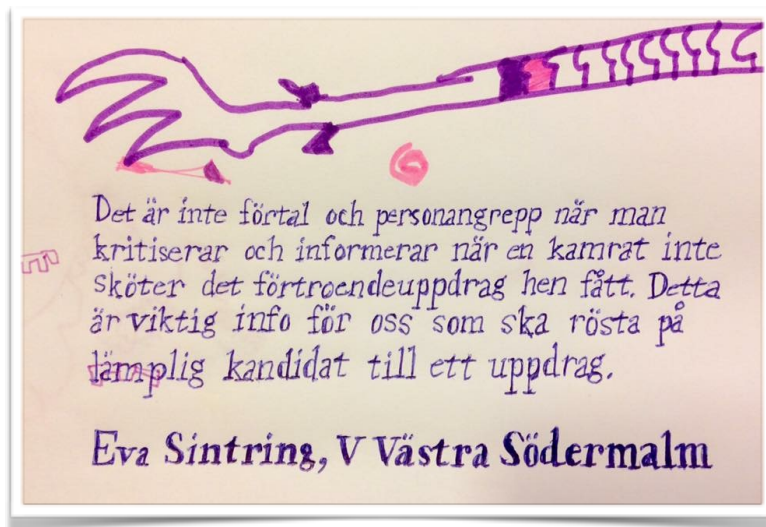 Det är inte förtal och personangrepp när man
kritiserar och informerar när en kamrat inte
sköter det förtroendeuppdrag hen fått. Detta
är viktig info för oss som ska rösta på
lämplig kandidat till ett uppdrag.
Eva Sintring, V Västra Södermalm